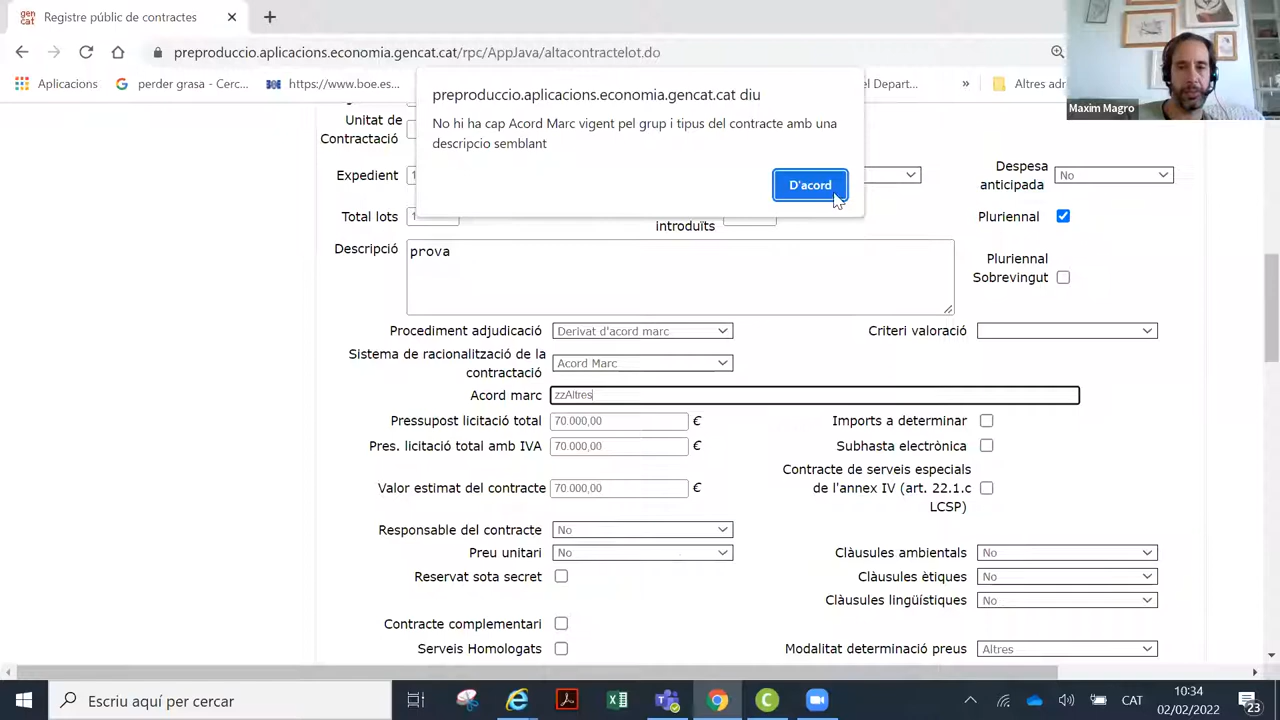 gen
cat
Registre públic de contractes
preproduccio.aplicacions.economia.gencat.cat/rpc/AppJava/altacontractelot.do
Aplicacions
perder grasa - Cerc...
https://www.boe.es...
el Depart...
»
Altres adr
Maxim Magro
preproduccio.aplicacions.economia.gencat.cat diu
No hi ha cap Acord Marc vigent pel grup i tipus del contracte amb una
descripcio semblant
D'acord
Unitat de
Contractació
Expedient
1
Despesa
anticipada
No
Total lots
1
introduïts
Pluriennal
Descripció
prova
Pluriennal
Sobrevingut
Procediment adjudicació
Derivat d'acord marc
Criteri valoració
Sistema de racionalització de la
contractació
Acord Marc
Acord marc
zzAltres
Pressupost licitació total
70.000,00
€
Imports a determinar
Pres. licitació total amb IVA
70.000,00
€
Subhasta electrònica
Valor estimat del contracte
70.000,00
€
Contracte de serveis especials
de l'annex IV (art. 22.1.c
LCSP)
Responsable del contracte
No
Preu unitari
No
Clàusules ambientals
No
Reservat sota secret
Clàusules ètiques
No
Clàusules lingüístiques
No
Contracte complementari
Serveis Homologats
Modalitat determinació preus
Altres
Escriu aquí per cercar
CAT
10:34
02/02/2022
23